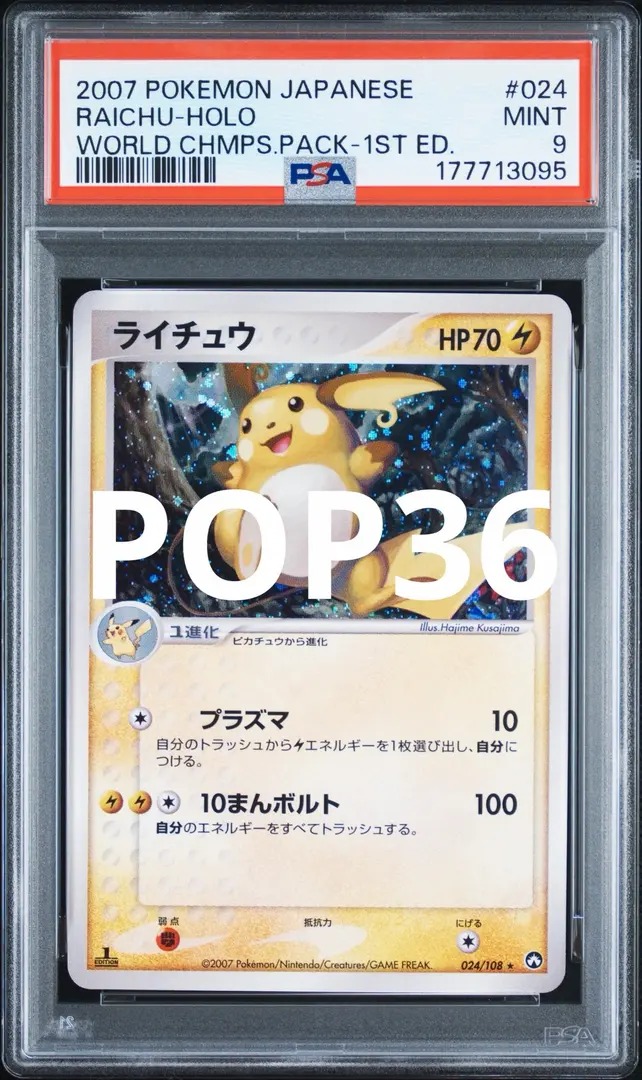 2007 POKEMON JAPANESE #024
RAICHU-HOLO MINT
WORLD CHMPS.PACK-1ST ED. 9
PSA 177713095
ライチュウ HP70
POP36
Illus.Hajime Kusajima
1進化
ピカチュウから進化
プラズマ 10
自分のトラッシュからエネルギーを1枚選び出し、自分に
つける。
10まんボルト 100
自分のエネルギーをすべてトラッシュする。
弱点 抵抗力 にげる
1
EDITION
©2007 Pokémon/Nintendo/Creatures/GAME FREAK. 024/108 ★
PSA